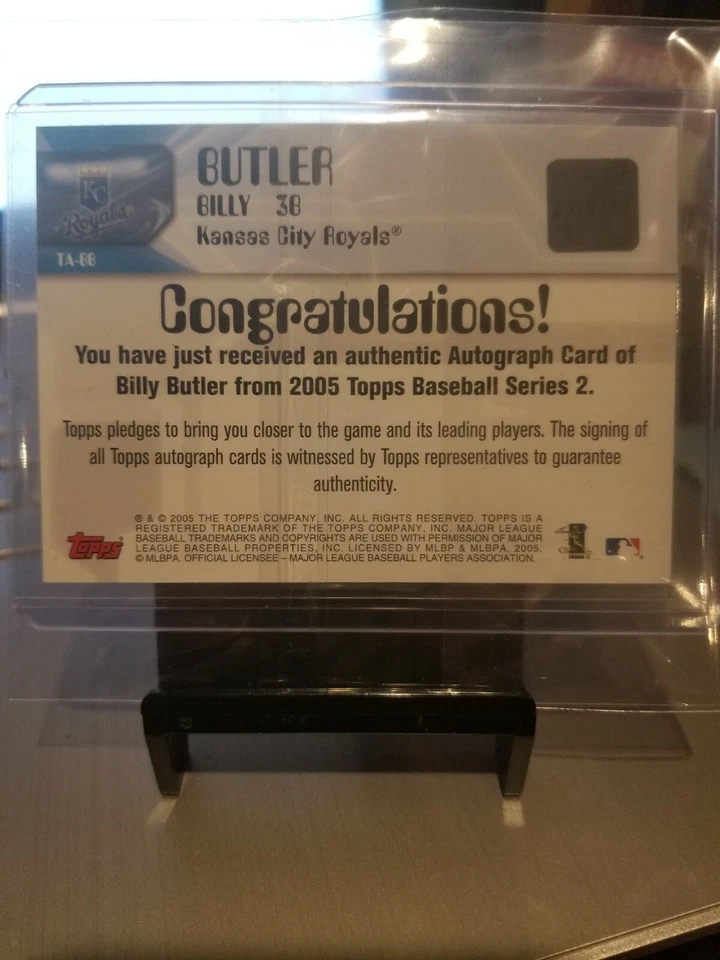 BUTLER
BILLY 3B
Kansas City Royals®
KC
Royals
TA-BB
Congratulations!
You have just received an authentic Autograph Card of
Billy Butler from 2005 Topps Baseball Series 2.
Topps pledges to bring you closer to the game and its leading players. The signing of
all Topps autograph cards is witnessed by Topps representatives to guarantee
authenticity.
® & © 2005 THE TOPPS COMPANY, INC. ALL RIGHTS RESERVED. TOPPS IS A
REGISTERED TRADEMARK OF THE TOPPS COMPANY, INC. MAJOR LEAGUE
BASEBALL TRADEMARKS AND COPYRIGHTS ARE USED WITH PERMISSION OF MAJOR
LEAGUE BASEBALL PROPERTIES, INC. LICENSED BY MLBP & MLBPA, 2005.
© MLBPA. OFFICIAL LICENSEE – MAJOR LEAGUE BASEBALL PLAYERS ASSOCIATION.
topps